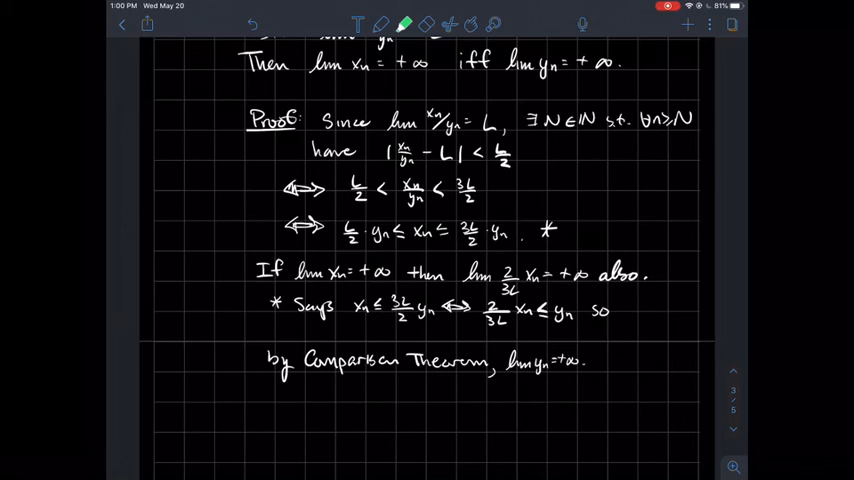 1:00 PM Wed May 20
81%
Then lim xn = +∞ iff lim yn = +∞.
Proof: Since lim xn/yn = L, ∃ N ∈ ℕ s.t. ∀n≥N
have |xn/yn - L| < L/2
⟺ L/2 < xn/yn < 3L/2
⟺ L/2 · yn ≤ xn ≤ 3L/2 · yn. *
If lim xn = +∞ then lim 2/3L xn = +∞ also.
* Says xn ≤ 3L/2 yn ⟺ 2/3L xn ≤ yn so
by Comparison Theorem, lim yn = +∞.
3
/
5